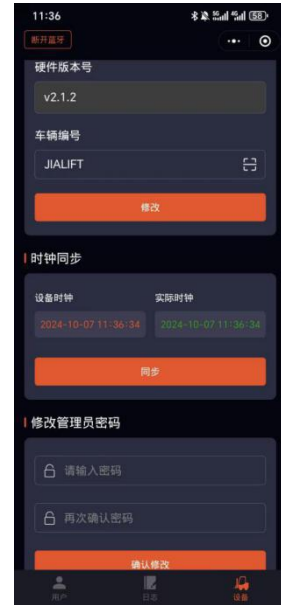 11:36
58
断开蓝牙
硬件版本号
v2.1.2
车辆编号
JIALIFT
修改
时钟同步
设备时钟 实际时钟
2024-10-07 11:36:34 2024-10-07 11:36:34
同步
修改管理员密码
请输入密码
再次确认密码
确认修改
用户 日志 设备